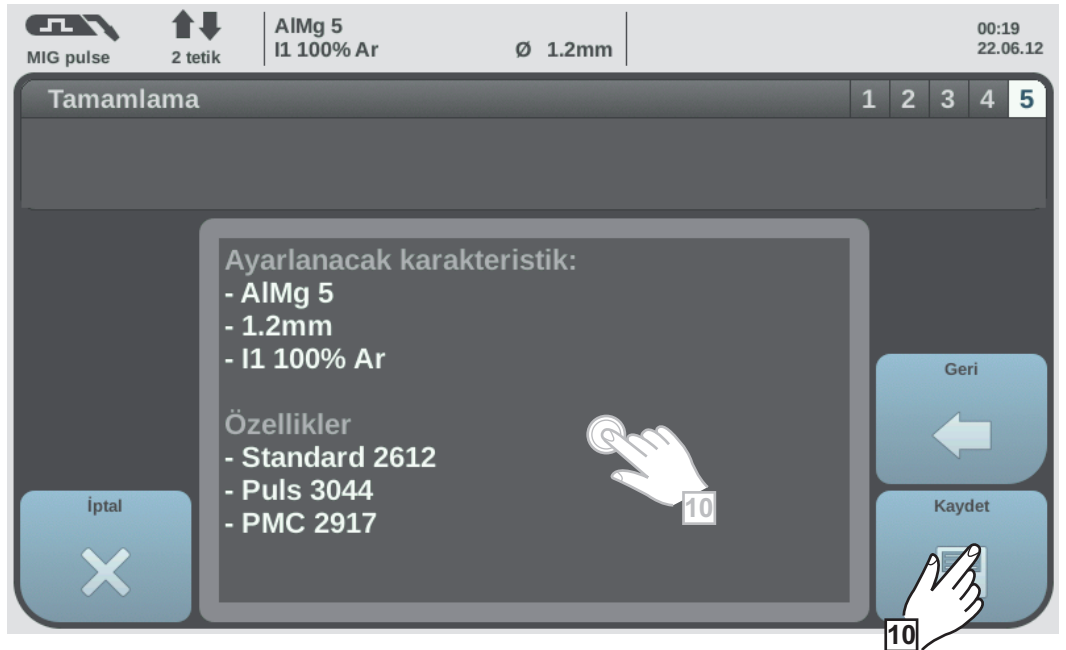 AlMg 5
00:19
I1 100% Ar Ø 1.2mm
22.06.12
MIG pulse 2 tetik
Tamamlama 1 2 3 4 5
Ayarlanacak karakteristik:
- AlMg 5
- 1.2mm
- I1 100% Ar
Özellikler
- Standard 2612
- Puls 3044
- PMC 2917
10
Geri
İptal
Kaydet
10